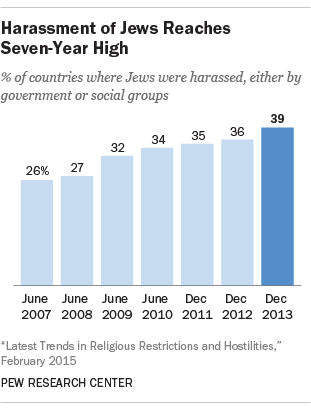 Harassment of Jews Reaches
Seven-Year High
% of countries where Jews were harassed, either by
government or social groups
26% 27 32 34 35 36 39
June June June June Dec Dec Dec
2007 2008 2009 2010 2011 2012 2013
“Latest Trends in Religious Restrictions and Hostilities,”
February 2015
PEW RESEARCH CENTER